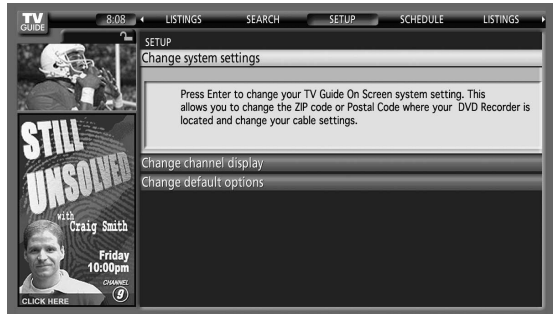 TV
GUIDE
8:08
LISTINGS
SEARCH
SETUP
SCHEDULE
LISTINGS
SETUP
Change system settings
Press Enter to change your TV Guide On Screen system setting. This
allows you to change the ZIP code or Postal Code where your DVD Recorder is
located and change your cable settings.
Change channel display
Change default options
STILL
UNSOLVED
with
Craig Smith
Friday
10:00pm
CHANNEL
9
CLICK HERE